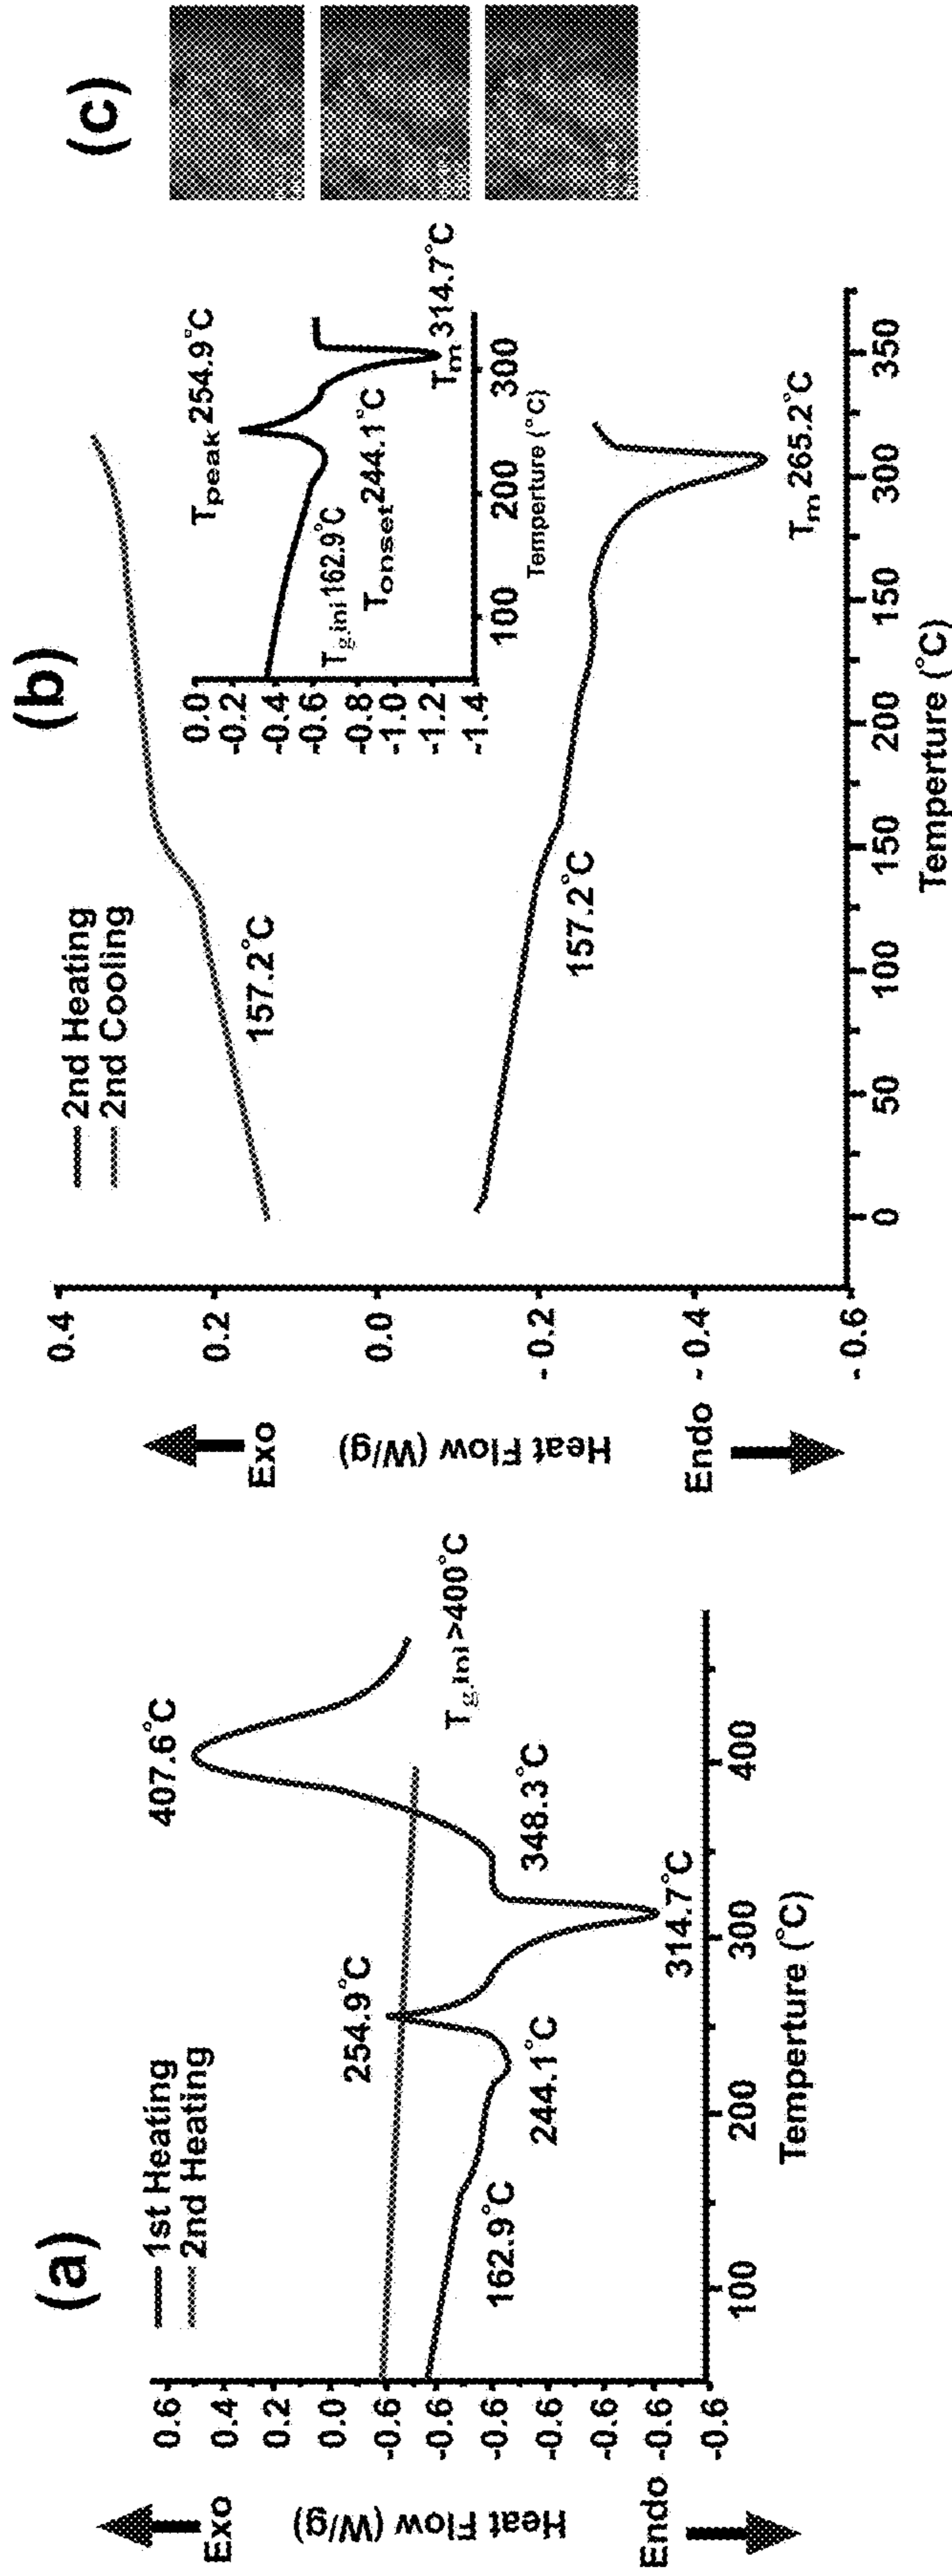 (a)
1st Heating
2nd Heating
Exo
Heat Flow (W/g)
Endo
0.6
0.4
0.2
0.0
-0.6
-0.6
-0.6
-0.6
-0.6
-0.6
-0.6
407.6°C
254.9°C
Tg,ini >400°C
162.9°C
244.1°C
348.3°C
314.7°C
100
200
300
400
Temperture (°C)
(b)
2nd Heating
2nd Cooling
Exo
Heat Flow (W/g)
Endo
0.4
0.2
0.0
- 0.2
- 0.4
- 0.6
157.2°C
157.2°C
Tm 265.2°C
0
50
100
150
200
150
300
350
Temperture (°C)
0.0
-0.2
-0.4
-0.6
-0.8
-1.0
-1.2
-1.4
Tpeak 254.9°C
Tg,ini 162.9°C
Tonset 244.1°C
Tm 314.7°C
100
200
300
Temperture (°C)
(c)